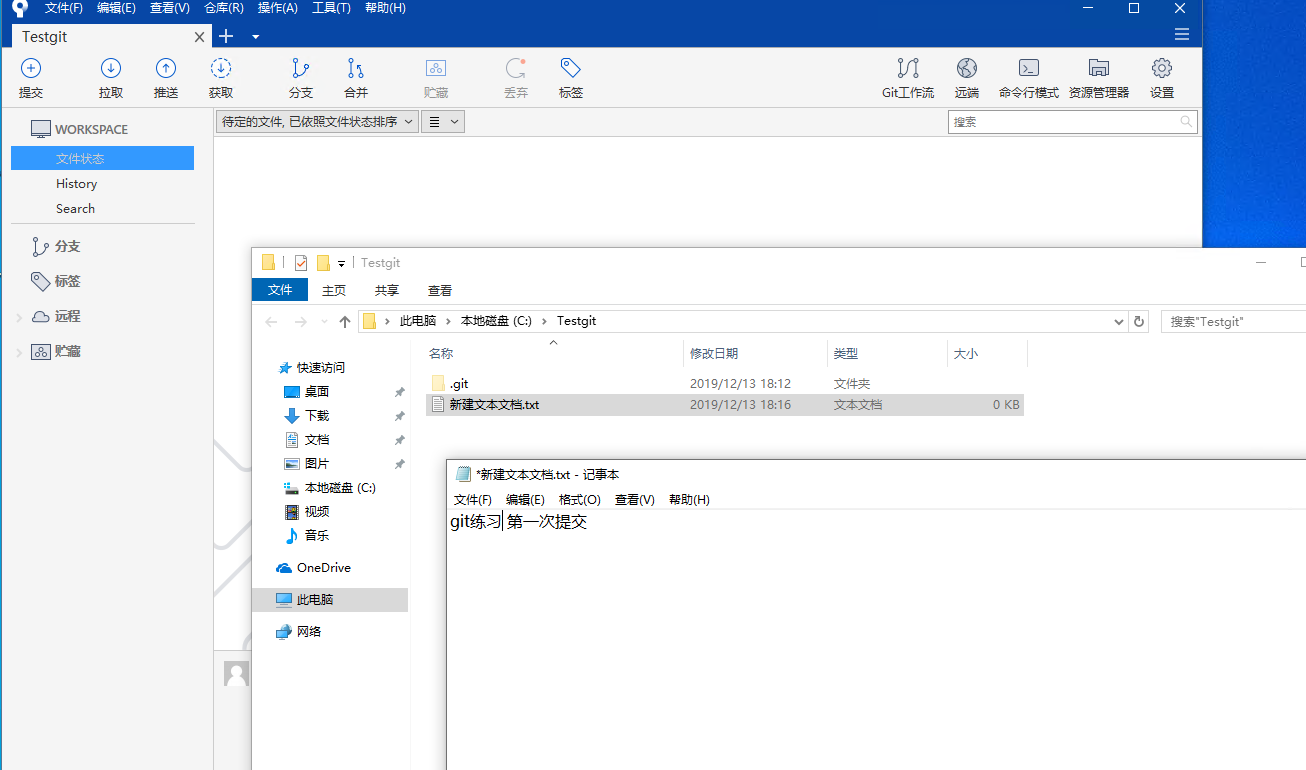 文件(F) 编辑(E) 查看(V) 仓库(R) 操作(A) 工具(T) 帮助(H)
Testgit
提交 拉取 推送 获取 分支 合并 贮藏 丢弃 标签 Git工作流 远端 命令行模式 资源管理器 设置
WORKSPACE
待定的文件, 已依照文件状态排序
搜索
文件状态
History
Search
分支
标签
远程
贮藏
Testgit
文件 主页 共享 查看
此电脑 本地磁盘 (C:) Testgit
搜索"Testgit"
名称 修改日期 类型 大小
.git 2019/12/13 18:12 文件夹
新建文本文档.txt 2019/12/13 18:16 文本文档 0 KB
快速访问
桌面
下载
文档
图片
本地磁盘 (C:)
视频
音乐
OneDrive
此电脑
网络
*新建文本文档.txt - 记事本
文件(F) 编辑(E) 格式(O) 查看(V) 帮助(H)
git练习 第一次提交